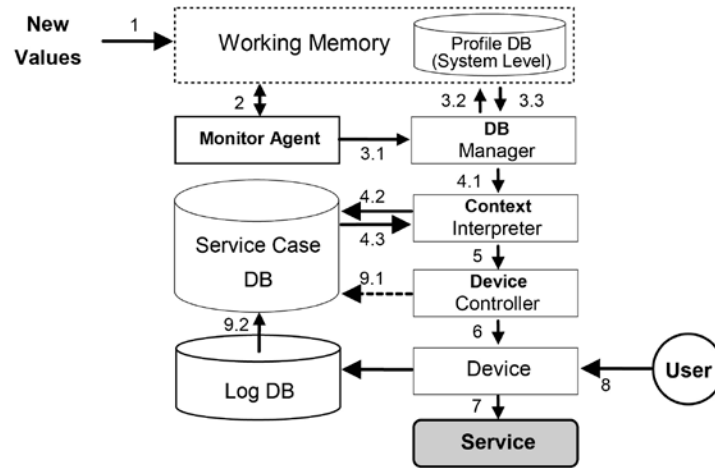 New
Values
1
Working Memory
Profile DB
(System Level)
2
3.2
3.3
Monitor Agent
3.1
DB
Manager
4.1
4.2
Context
Interpreter
4.3
Service Case
DB
5
9.1
Device
Controller
9.2
6
Log DB
Device
8
User
7
Service